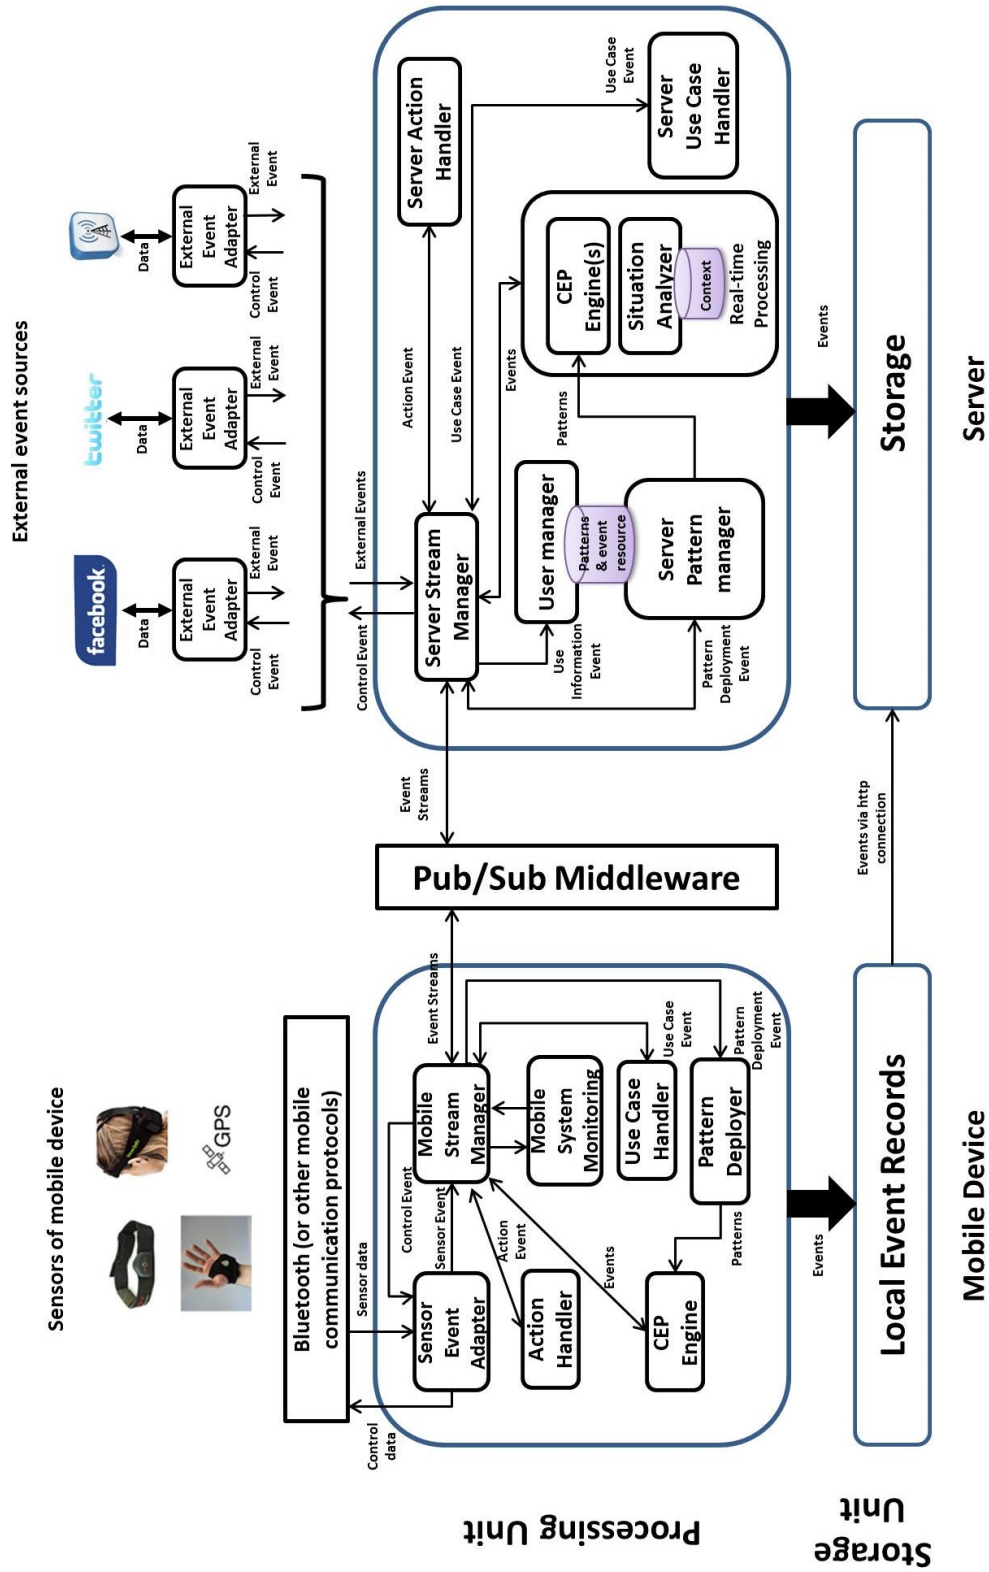 External event sources
facebook
Data
External
Event
Adapter
Control
Event
External
Event
twitter
Data
External
Event
Adapter
Control
Event
External
Event
Data
External
Event
Adapter
Control
Event
External
Event
Sensors of mobile device
GPS
Bluetooth (or other mobile
communication protocols)
Control
data
Sensor data
Sensor
Event
Adapter
Control Event
Sensor Event
Mobile
Stream
Manager
Event Streams
Action
Event
Action
Handler
Mobile
System
Monitoring
Events
Use Case
Handler
Use Case
Event
CEP
Engine
Patterns
Pattern
Deployer
Pattern
Deployment
Event
Pub/Sub Middleware
Event
Streams
Control Event
External Events
Server Stream
Manager
Action Event
Server Action
Handler
Use Case Event
Use Case
Event
Server
Use Case
Handler
Events
Use
Information
Event
User manager
Patterns
& event
resource
Server
Pattern
manager
Pattern
Deployment
Event
Patterns
CEP
Engine(s)
Situation
Analyzer
Context
Real-time
Processing
Processing Unit
Events
Events
Storage
Unit
Local Event Records
Events via http
connection
Storage
Mobile Device
Server